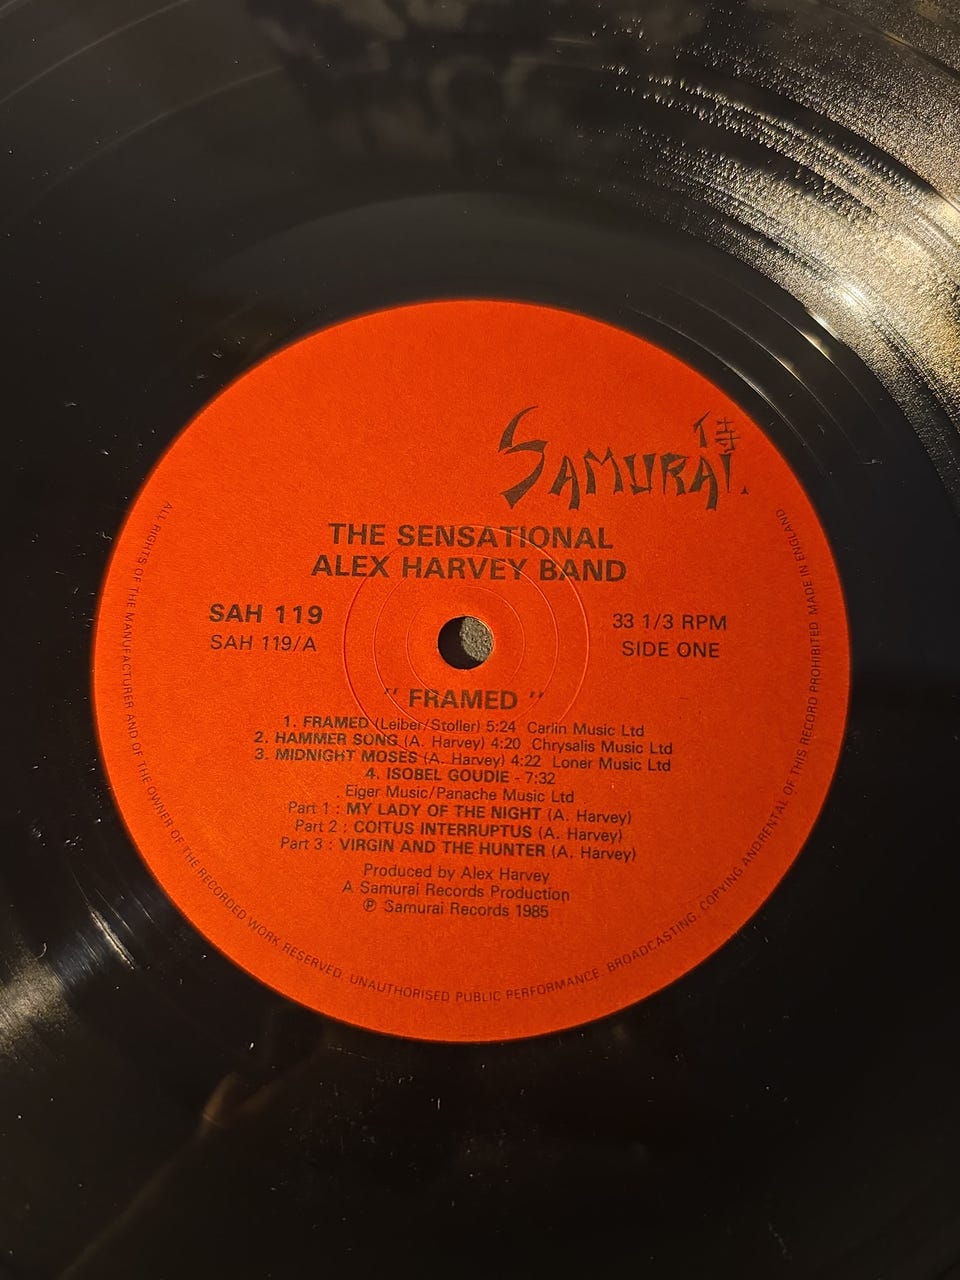 SAMURAI.
THE SENSATIONAL
ALEX HARVEY BAND
SAH 119
SAH 119/A
33 1/3 RPM
SIDE ONE
" FRAMED "
1. FRAMED (Leiber/Stoller) 5:24 Carlin Music Ltd
2. HAMMER SONG (A. Harvey) 4:20 Chrysalis Music Ltd
3. MIDNIGHT MOSES (A. Harvey) 4:22 Loner Music Ltd
4. ISOBEL GOUDIE - 7:32
Eiger Music/Panache Music Ltd
Part 1 : MY LADY OF THE NIGHT (A. Harvey)
Part 2 : COITUS INTERRUPTUS (A. Harvey)
Part 3 : VIRGIN AND THE HUNTER (A. Harvey)
Produced by Alex Harvey
A Samurai Records Production
℗ Samurai Records 1985
ALL RIGHTS OF THE MANUFACTURER AND OF THE OWNER OF THE RECORDED WORK RESERVED. UNAUTHORISED PUBLIC PERFORMANCE, BROADCASTING, COPYING ANDRENTAL OF THIS RECORD PROHIBITED MADE IN ENGLAND